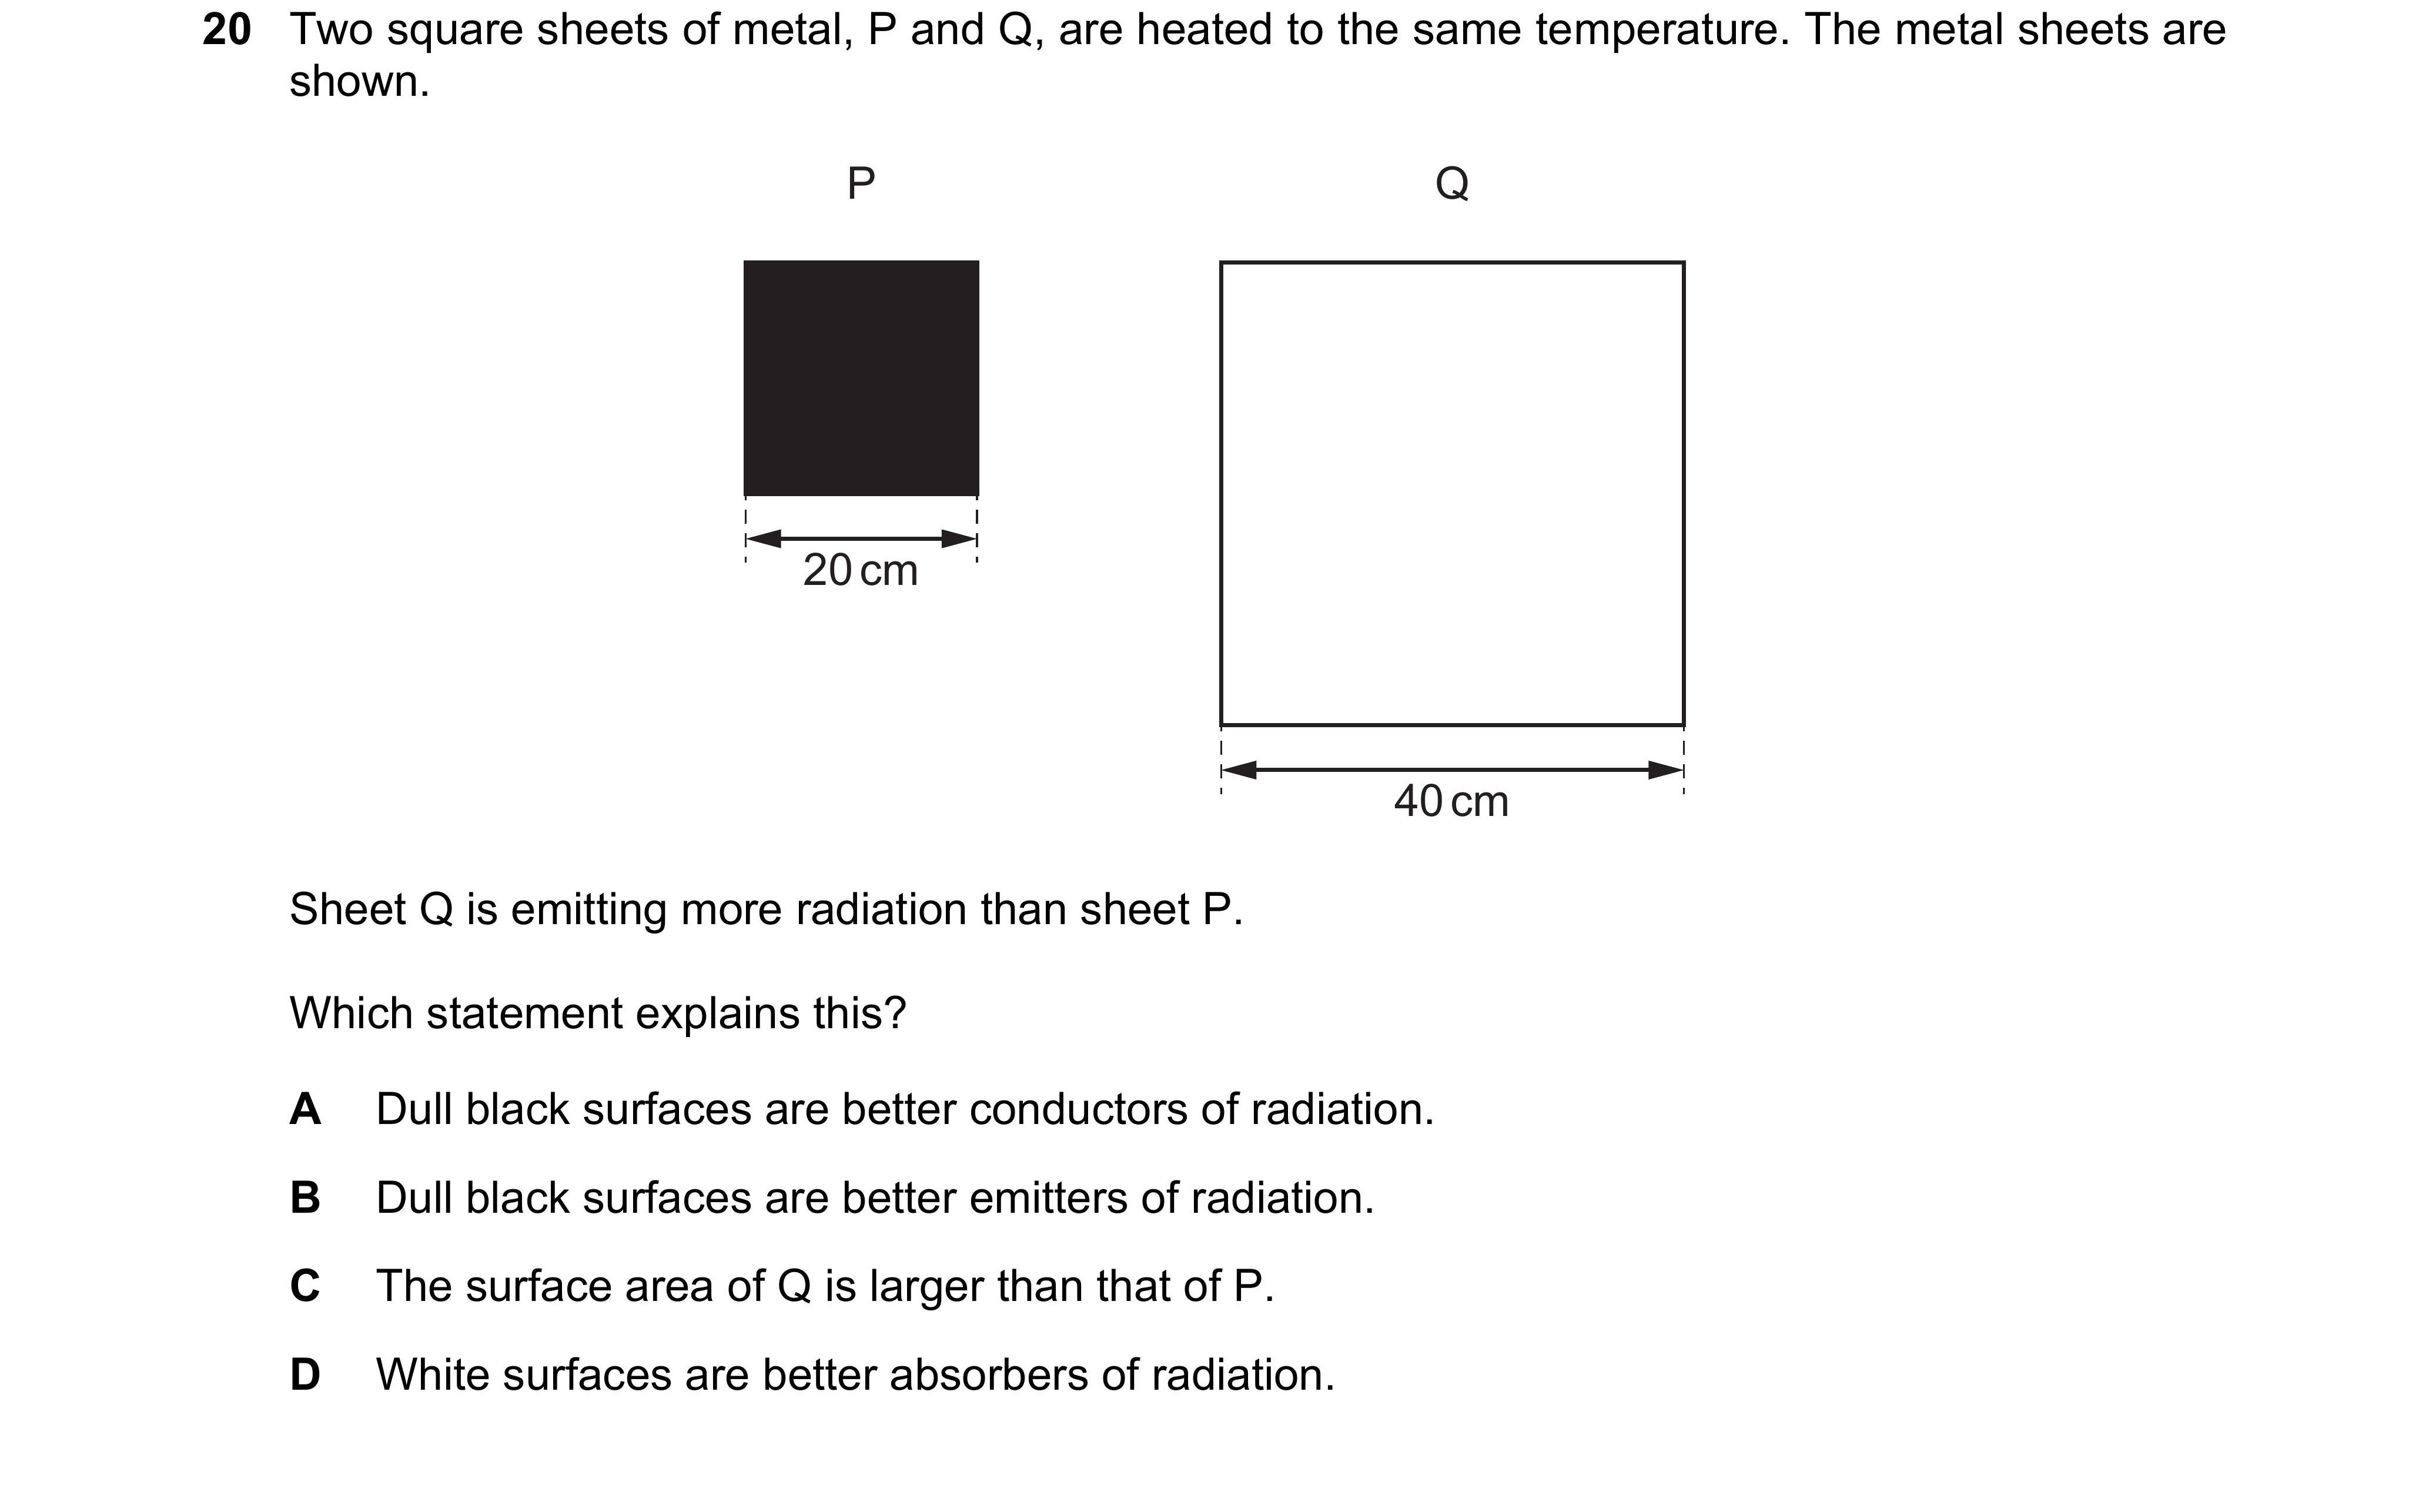 20 Two square sheets of metal, P and Q, are heated to the same temperature. The metal sheets are
shown.
P Q
20 cm
40 cm
Sheet Q is emitting more radiation than sheet P.
Which statement explains this?
A Dull black surfaces are better conductors of radiation.
B Dull black surfaces are better emitters of radiation.
C The surface area of Q is larger than that of P.
D White surfaces are better absorbers of radiation.